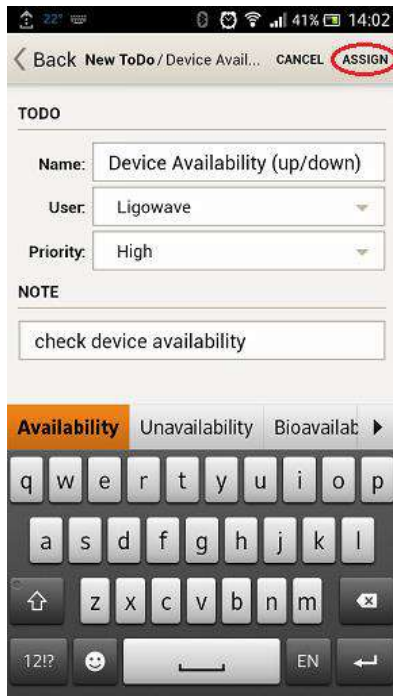 22° 41% 14:02
Back New ToDo / Device Avail... CANCEL ASSIGN
TODO
Name: Device Availability (up/down)
User: Ligowave
Priority: High
NOTE
check device availability
Availability Unavailability Bioavailab
q w e r t y u i o p
a s d f g h j k l
z x c v b n m
12!? EN